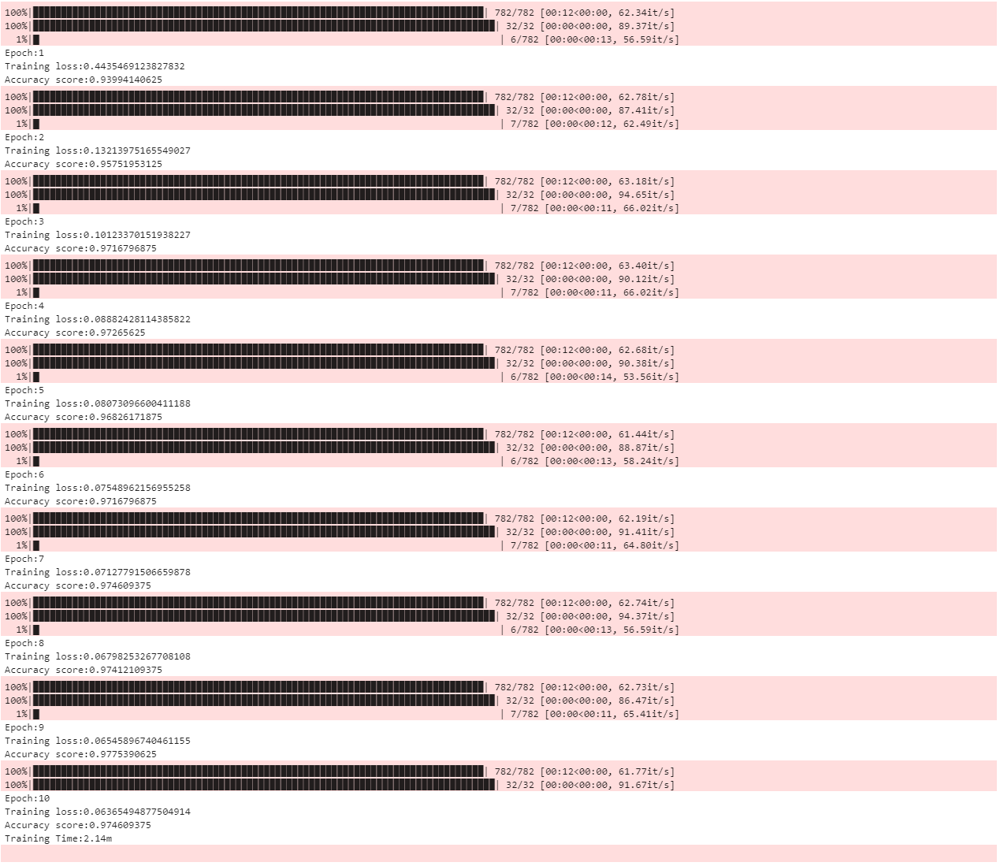 100%|██████████| 782/782 [00:12<00:00, 62.34it/s]
100%|██████████| 32/32 [00:00<00:00, 89.37it/s]
1%|█ | 6/782 [00:00<00:13, 56.59it/s]
Epoch:1
Training loss:0.4435469123827832
Accuracy score:0.93994140625
100%|██████████| 782/782 [00:12<00:00, 62.78it/s]
100%|██████████| 32/32 [00:00<00:00, 87.41it/s]
1%|█ | 7/782 [00:00<00:12, 62.49it/s]
Epoch:2
Training loss:0.13213975165549027
Accuracy score:0.95751953125
100%|██████████| 782/782 [00:12<00:00, 63.18it/s]
100%|██████████| 32/32 [00:00<00:00, 94.65it/s]
1%|█ | 7/782 [00:00<00:11, 66.02it/s]
Epoch:3
Training loss:0.10123370151938227
Accuracy score:0.9716796875
100%|██████████| 782/782 [00:12<00:00, 63.40it/s]
100%|██████████| 32/32 [00:00<00:00, 90.12it/s]
1%|█ | 7/782 [00:00<00:11, 66.02it/s]
Epoch:4
Training loss:0.08882428114385822
Accuracy score:0.97265625
100%|██████████| 782/782 [00:12<00:00, 62.68it/s]
100%|██████████| 32/32 [00:00<00:00, 90.38it/s]
1%|█ | 6/782 [00:00<00:14, 53.56it/s]
Epoch:5
Training loss:0.08073096600411188
Accuracy score:0.96826171875
100%|██████████| 782/782 [00:12<00:00, 61.44it/s]
100%|██████████| 32/32 [00:00<00:00, 88.87it/s]
1%|█ | 6/782 [00:00<00:13, 58.24it/s]
Epoch:6
Training loss:0.07548962156955258
Accuracy score:0.9716796875
100%|██████████| 782/782 [00:12<00:00, 62.19it/s]
100%|██████████| 32/32 [00:00<00:00, 91.41it/s]
1%|█ | 7/782 [00:00<00:11, 64.80it/s]
Epoch:7
Training loss:0.07127791506659878
Accuracy score:0.974609375
100%|██████████| 782/782 [00:12<00:00, 62.74it/s]
100%|██████████| 32/32 [00:00<00:00, 94.37it/s]
1%|█ | 6/782 [00:00<00:13, 56.59it/s]
Epoch:8
Training loss:0.06798253267708108
Accuracy score:0.97412109375
100%|██████████| 782/782 [00:12<00:00, 62.73it/s]
100%|██████████| 32/32 [00:00<00:00, 86.47it/s]
1%|█ | 7/782 [00:00<00:11, 65.41it/s]
Epoch:9
Training loss:0.06545896740461155
Accuracy score:0.9775390625
100%|██████████| 782/782 [00:12<00:00, 61.77it/s]
100%|██████████| 32/32 [00:00<00:00, 91.67it/s]
Epoch:10
Training loss:0.06365494877504914
Accuracy score:0.974609375
Training Time:2.14m